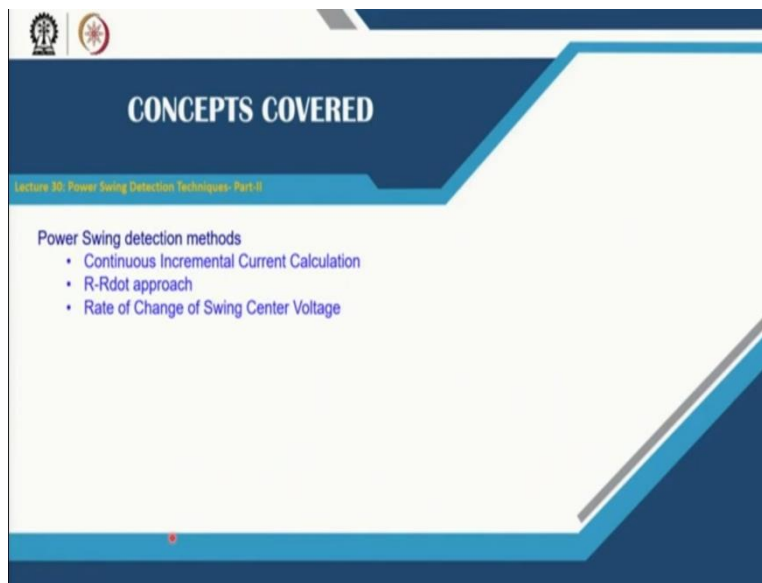 CONCEPTS COVERED
Lecture 30: Power Swing Detection Techniques- Part-II
Power Swing detection methods
• Continuous Incremental Current Calculation
• R-Rdot approach
• Rate of Change of Swing Center Voltage